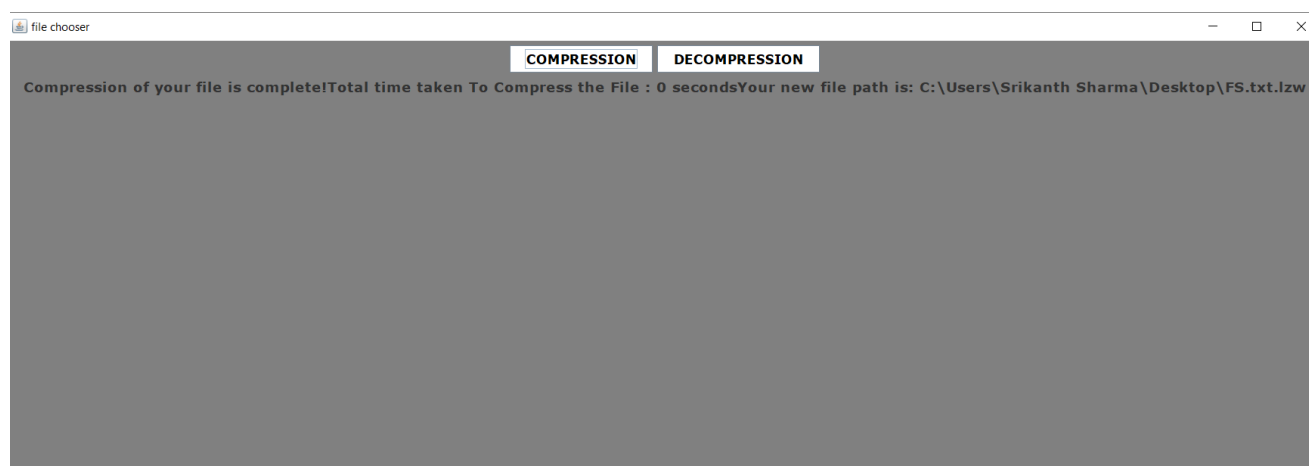 file chooser
COMPRESSION DECOMPRESSION
Compression of your file is complete!Total time taken To Compress the File : 0 secondsYour new file path is: C:\Users\Srikanth Sharma\Desktop\FS.txt.lzw